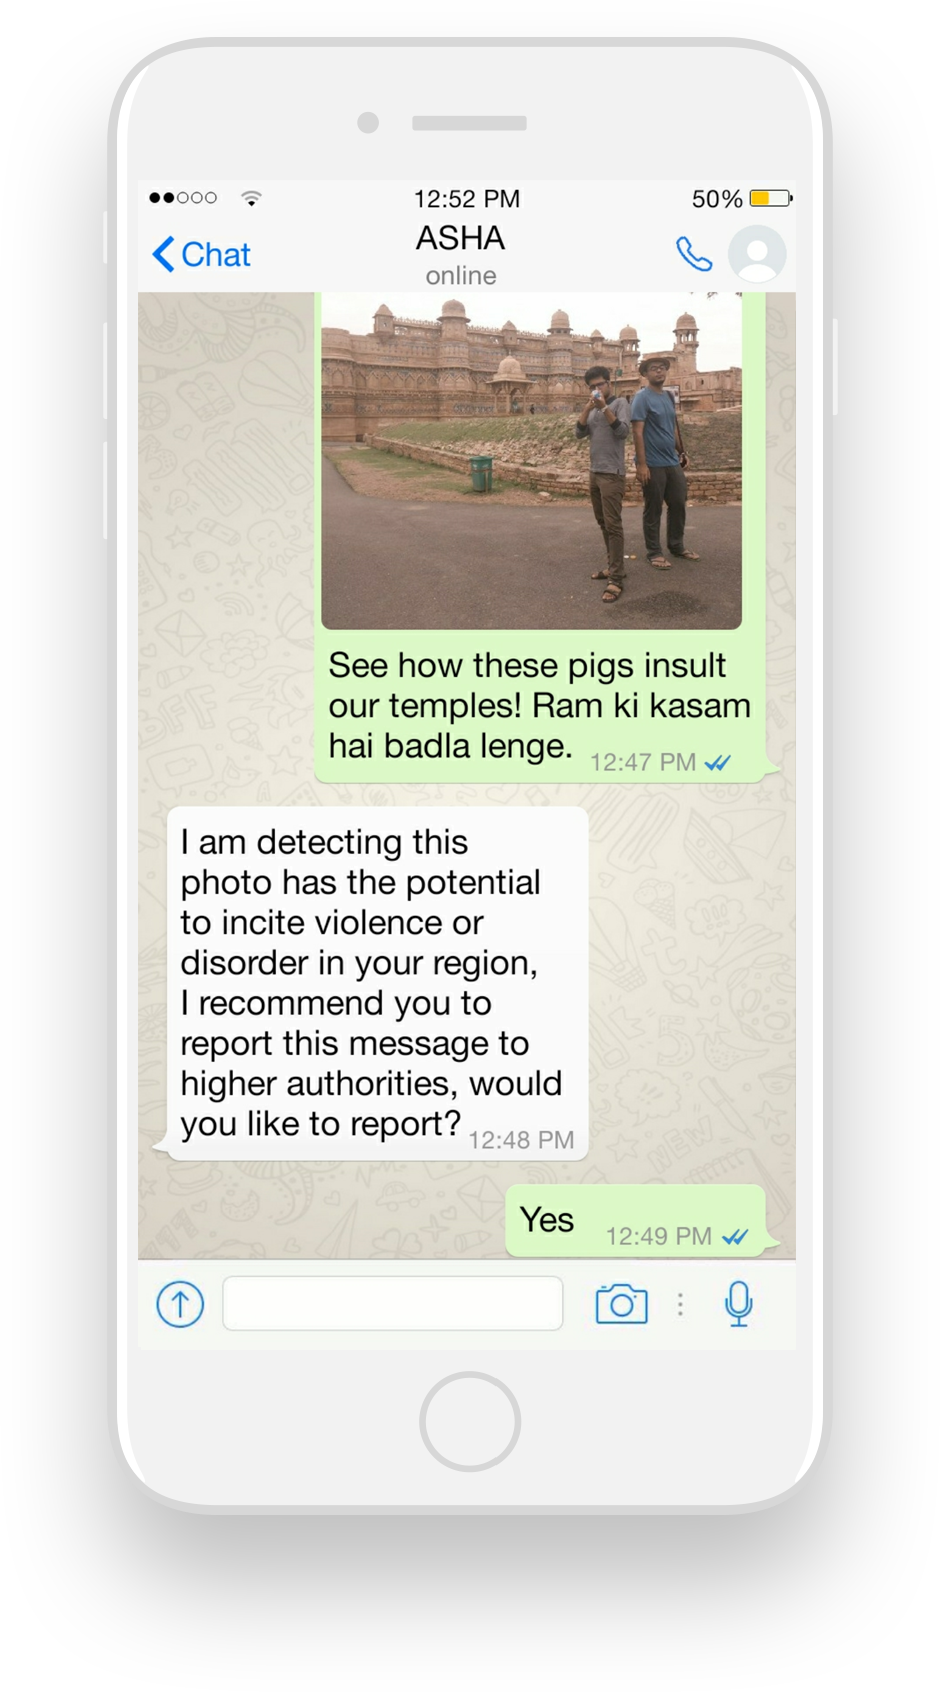 12:52 PM
50%
Chat
ASHA
online
See how these pigs insult
our temples! Ram ki kasam
hai badla lenge.
12:47 PM
I am detecting this
photo has the potential
to incite violence or
disorder in your region,
I recommend you to
report this message to
higher authorities, would
you like to report?
12:48 PM
Yes
12:49 PM